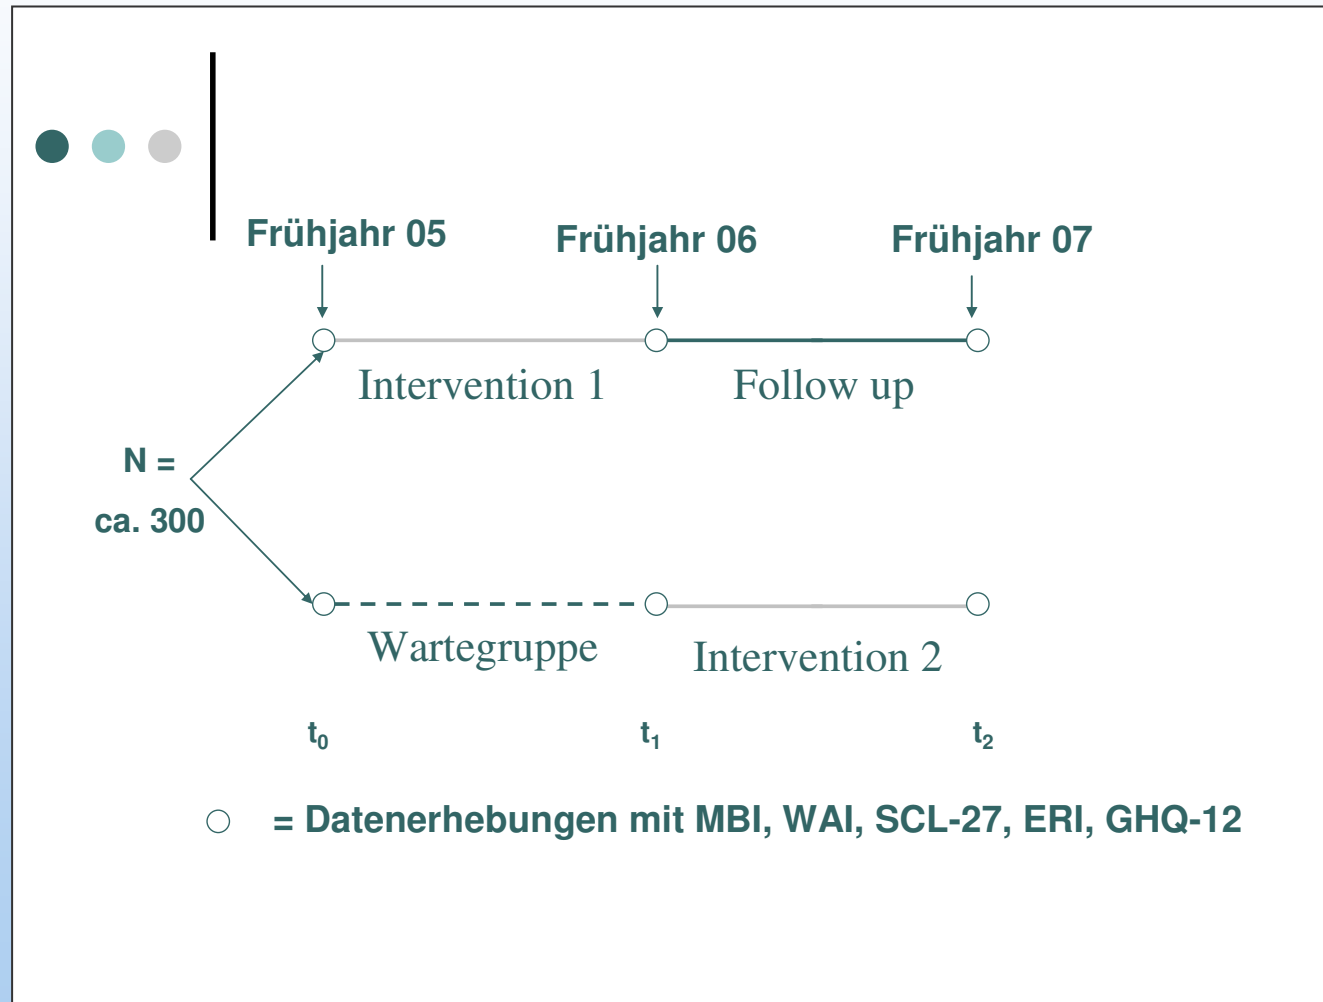 Frühjahr 05
Frühjahr 06
Frühjahr 07
Intervention 1
Follow up
N =
ca. 300
Wartegruppe
Intervention 2
t₀
t₁
t₂
= Datenerhebungen mit MBI, WAI, SCL-27, ERI, GHQ-12